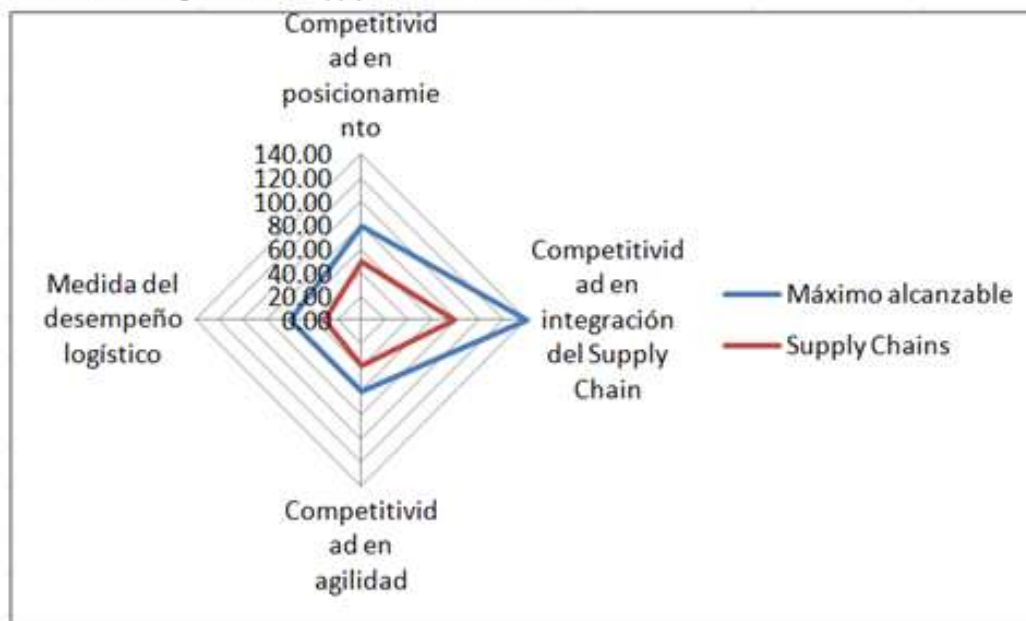 Competitivid
ad en
posicionamie
nto
140.00
120.00
100.00
80.00
60.00
40.00
20.00
0.00
Medida del
desempeño
logístico
Competitivid
ad en
integración
del Supply
Chain
Máximo alcanzable
Supply Chains
Competitivid
ad en
agilidad